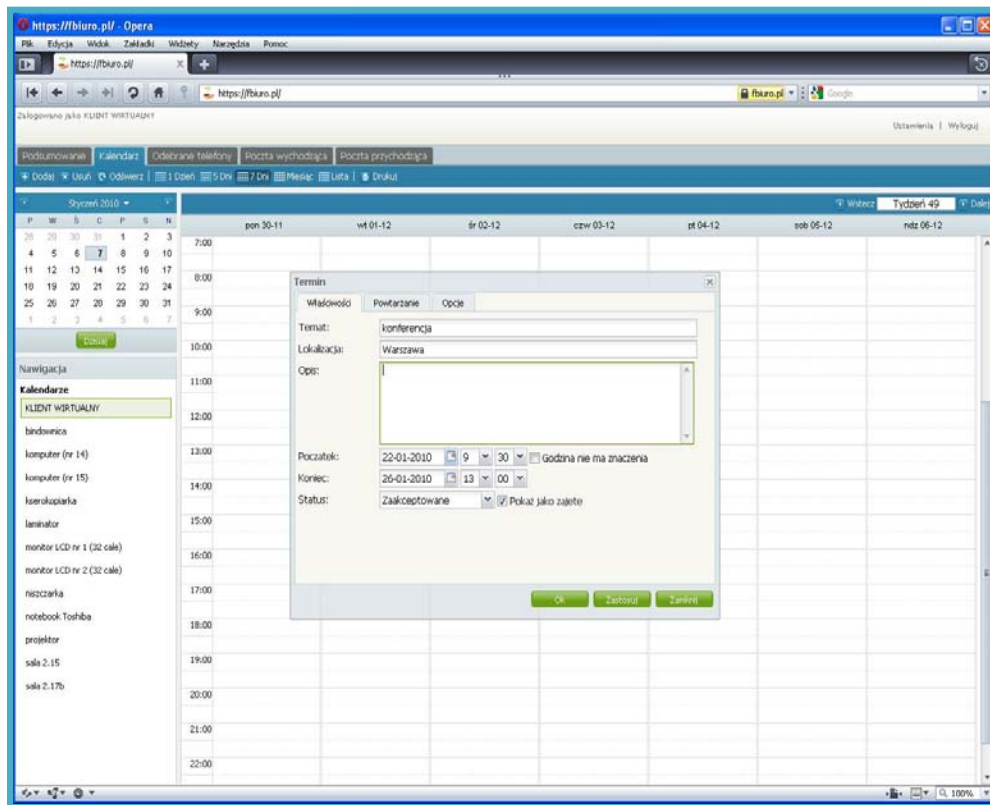 https://fbiuro.pl/ - Opera
Plik Edycja Widok Zakładki Widżety Narzędzia Pomoc
https://fbiuro.pl/
https://fbiuro.pl/ fbiuro.pl Google
Zalogowano jako KLIENT WIRTUALNY
Ustawienia | Wyloguj
Podsumowanie Kalendarz Odebrane telefony Poczta wychodząca Poczta przychodząca
Dodaj Usuń Odśwież 1 Dzień 5 Dni 7 Dni Miesiąc Lista Drukuj
Styczeń 2010 Wstecz Tydzień 49 Dalej
P W Ś C P S N
28 29 30 31 1 2 3
4 5 6 7 8 9 10
11 12 13 14 15 16 17
18 19 20 21 22 23 24
25 26 27 28 29 30 31
1 2 3 4 5 6 7
Dzisiaj
Nawigacja
Kalendarze
KLIENT WIRTUALNY
bindownica
komputer (nr 14)
komputer (nr 15)
kserokopiarka
laminator
monitor LCD nr 1 (32 cale)
monitor LCD nr 2 (32 cale)
niszczarka
notebook Toshiba
projektor
sala 2.15
sala 2.17b
pon 30-11 wt 01-12 śr 02-12 czw 03-12 pt 04-12 sob 05-12 ndz 06-12
7:00
8:00
9:00
10:00
11:00
12:00
13:00
14:00
15:00
16:00
17:00
18:00
19:00
20:00
21:00
22:00
Termin
Właściwości Powtarzanie Opcje
Temat: konferencja
Lokalizacja: Warszawa
Opis:
Początek: 22-01-2010 9 30 Godzina nie ma znaczenia
Koniec: 26-01-2010 13 00
Status: Zaakceptowane Pokaż jako zajęte
Ok Zastosuj Zamknij
100%